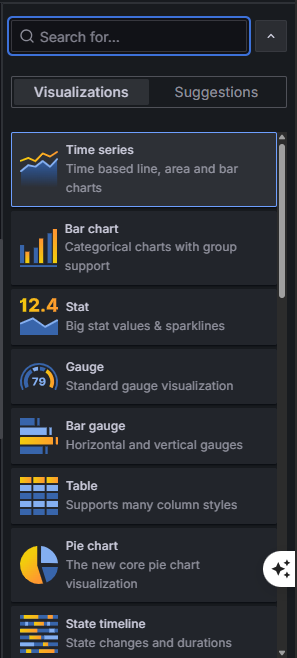 Search for...
Visualizations
Suggestions
Time series
Time based line, area and bar
charts
Bar chart
Categorical charts with group
support
12.4
Stat
Big stat values & sparklines
79
Gauge
Standard gauge visualization
Bar gauge
Horizontal and vertical gauges
Table
Supports many column styles
Pie chart
The new core pie chart
visualization
State timeline
State changes and durations